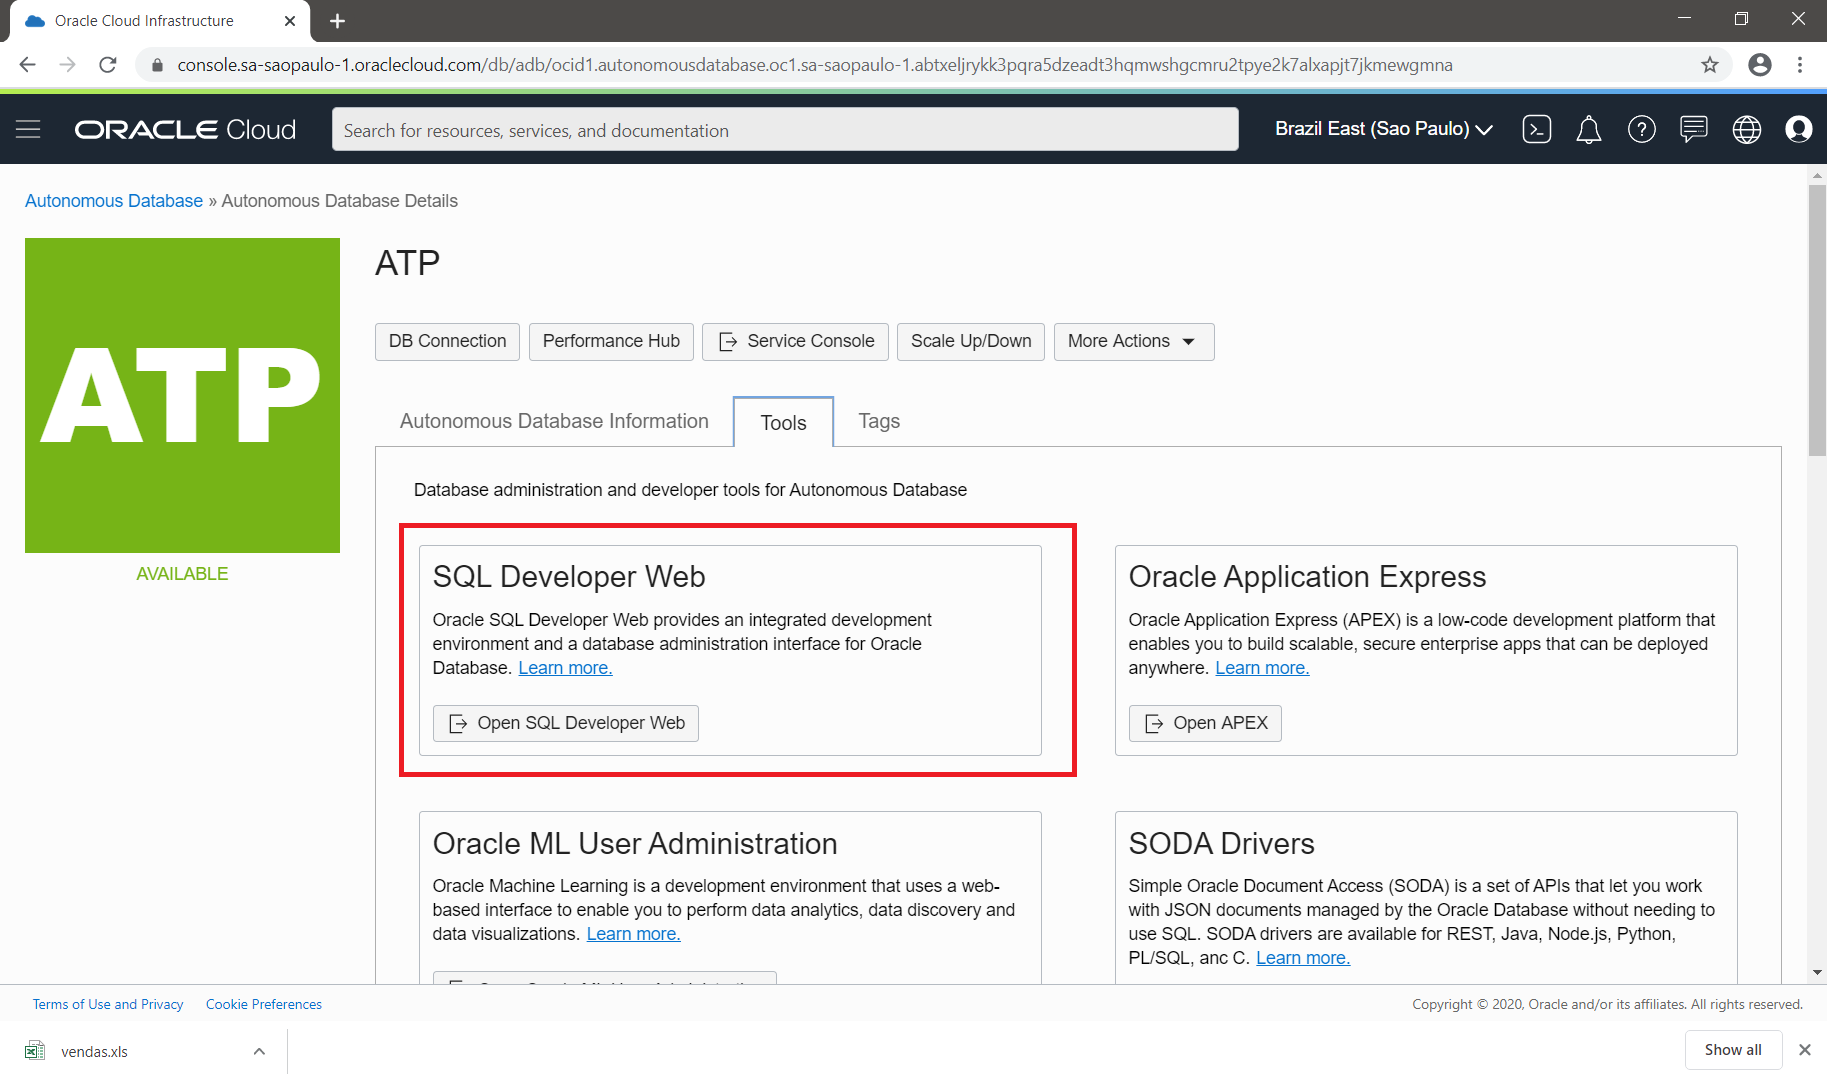 Oracle Cloud Infrastructure
console.sa-saopaulo-1.oraclecloud.com/db/adb/ocid1.autonomousdatabase.oc1.sa-saopaulo-1.abtxeljrykk3pqra5dzeadt3hqmwshgcmru2tpye2k7alxapjt7jkmewgmna
ORACLE Cloud
Search for resources, services, and documentation
Brazil East (Sao Paulo)
Autonomous Database » Autonomous Database Details
ATP
AVAILABLE
ATP
DB Connection
Performance Hub
Service Console
Scale Up/Down
More Actions
Autonomous Database Information
Tools
Tags
Database administration and developer tools for Autonomous Database
SQL Developer Web
Oracle SQL Developer Web provides an integrated development
environment and a database administration interface for Oracle
Database. Learn more.
Open SQL Developer Web
Oracle Application Express
Oracle Application Express (APEX) is a low-code development platform that
enables you to build scalable, secure enterprise apps that can be deployed
anywhere. Learn more.
Open APEX
Oracle ML User Administration
Oracle Machine Learning is a development environment that uses a web-
based interface to enable you to perform data analytics, data discovery and
data visualizations. Learn more.
SODA Drivers
Simple Oracle Document Access (SODA) is a set of APIs that let you work
with JSON documents managed by the Oracle Database without needing to
use SQL. SODA drivers are available for REST, Java, Node.js, Python,
PL/SQL, anc C. Learn more.
Terms of Use and Privacy
Cookie Preferences
Copyright © 2020, Oracle and/or its affiliates. All rights reserved.
vendas.xls
Show all